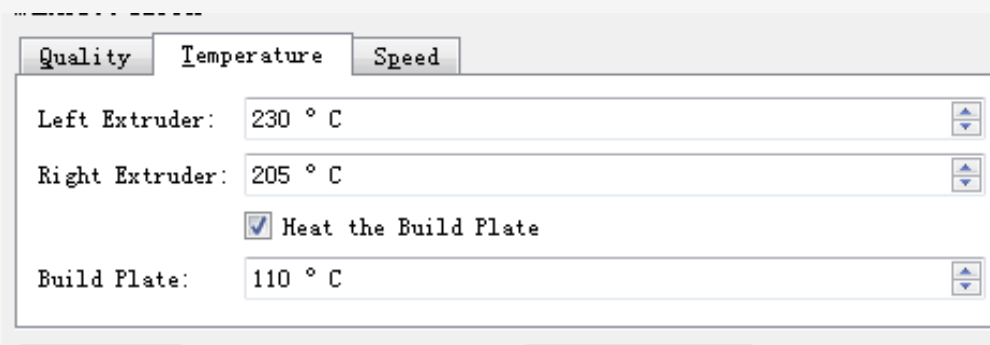 Quality Temperature Speed
Left Extruder: 230 ° C
Right Extruder: 205 ° C
Heat the Build Plate
Build Plate: 110 ° C